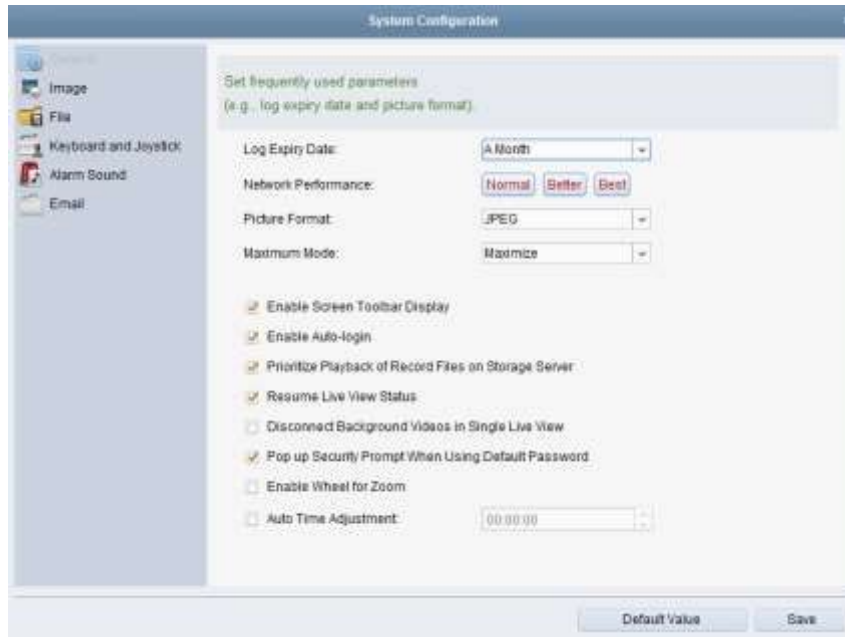 System Configuration
Image
File
Keyboard and Joystick
Alarm Sound
Email
Set frequently used parameters
(e.g., log expiry date and picture format).
Log Expiry Date: A Month
Network Performance: Normal Better Best
Picture Format: JPEG
Maximum Mode: Maximize
Enable Screen Toolbar Display
Enable Auto-login
Prioritize Playback of Record Files on Storage Server
Resume Live View Status
Disconnect Background Videos in Single Live View
Pop up Security Prompt When Using Default Password
Enable Wheel for Zoom
Auto Time Adjustment: 00:00:00
Default Value Save